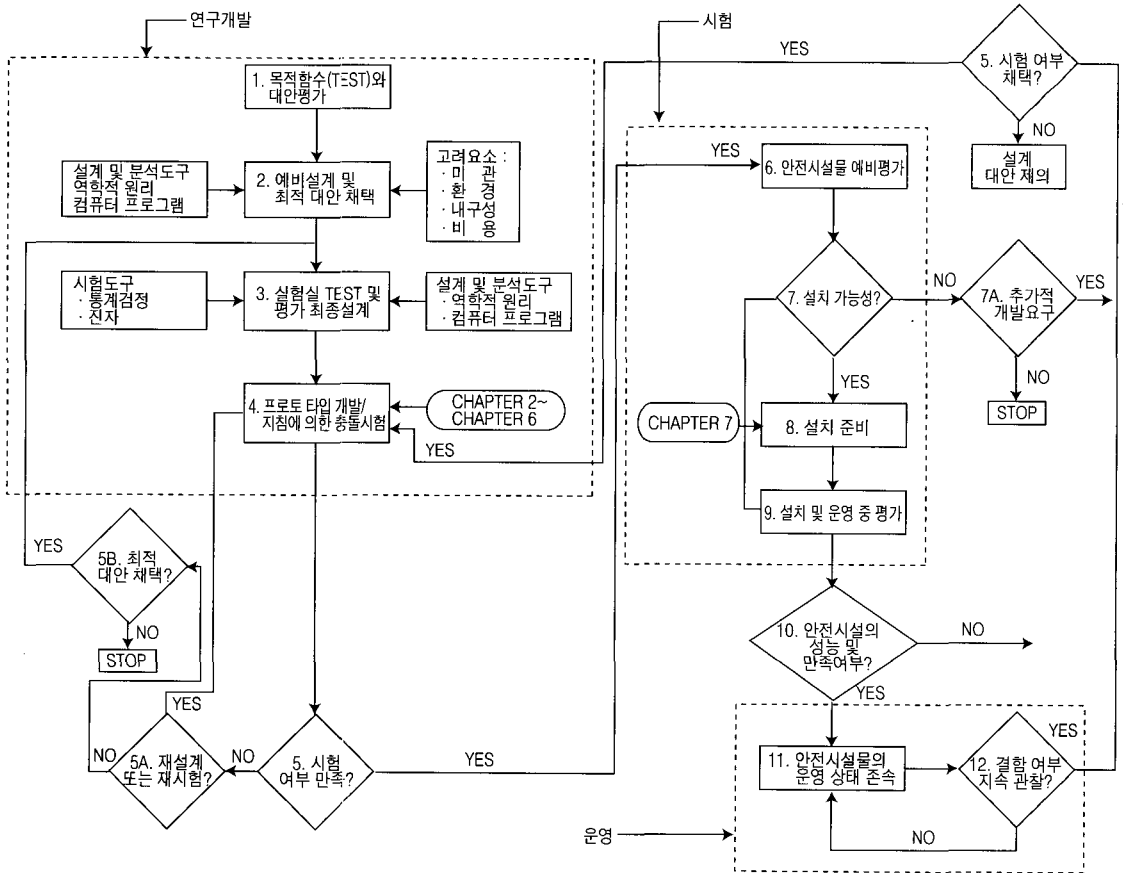 연구개발
1. 목적함수(TEST)와
대안평가
설계 및 분석도구
역학적 원리
컴퓨터 프로그램
2. 예비설계 및
최적 대안 채택
고려요소 :
· 미 관
· 환 경
· 내구성
· 비 용
시험도구
· 통계검정
· 진자
3. 실험실 TEST 및
평가 최종설계
설계 및 분석도구
· 역학적 원리
· 컴퓨터 프로그램
4. 프로토 타입 개발/
지침에 의한 충돌시험
CHAPTER 2~
CHAPTER 6
YES
YES
5B. 최적
대안 채택?
NO
STOP
YES
NO
5A. 재설계
또는 재시험?
NO
5. 시험
여부 만족?
YES
시험
YES
5. 시험 여부
채택?
NO
설계
대안 제의
YES
6. 안전시설물 예비평가
7. 설치 가능성?
NO
7A. 추가적
개발요구
YES
NO
STOP
YES
CHAPTER 7
8. 설치 준비
9. 설치 및 운영 중 평가
10. 안전시설의
성능 및
만족여부?
NO
YES
11. 안전시설물의
운영 상태 존속
12. 결함 여부
지속 관찰?
YES
NO
운영